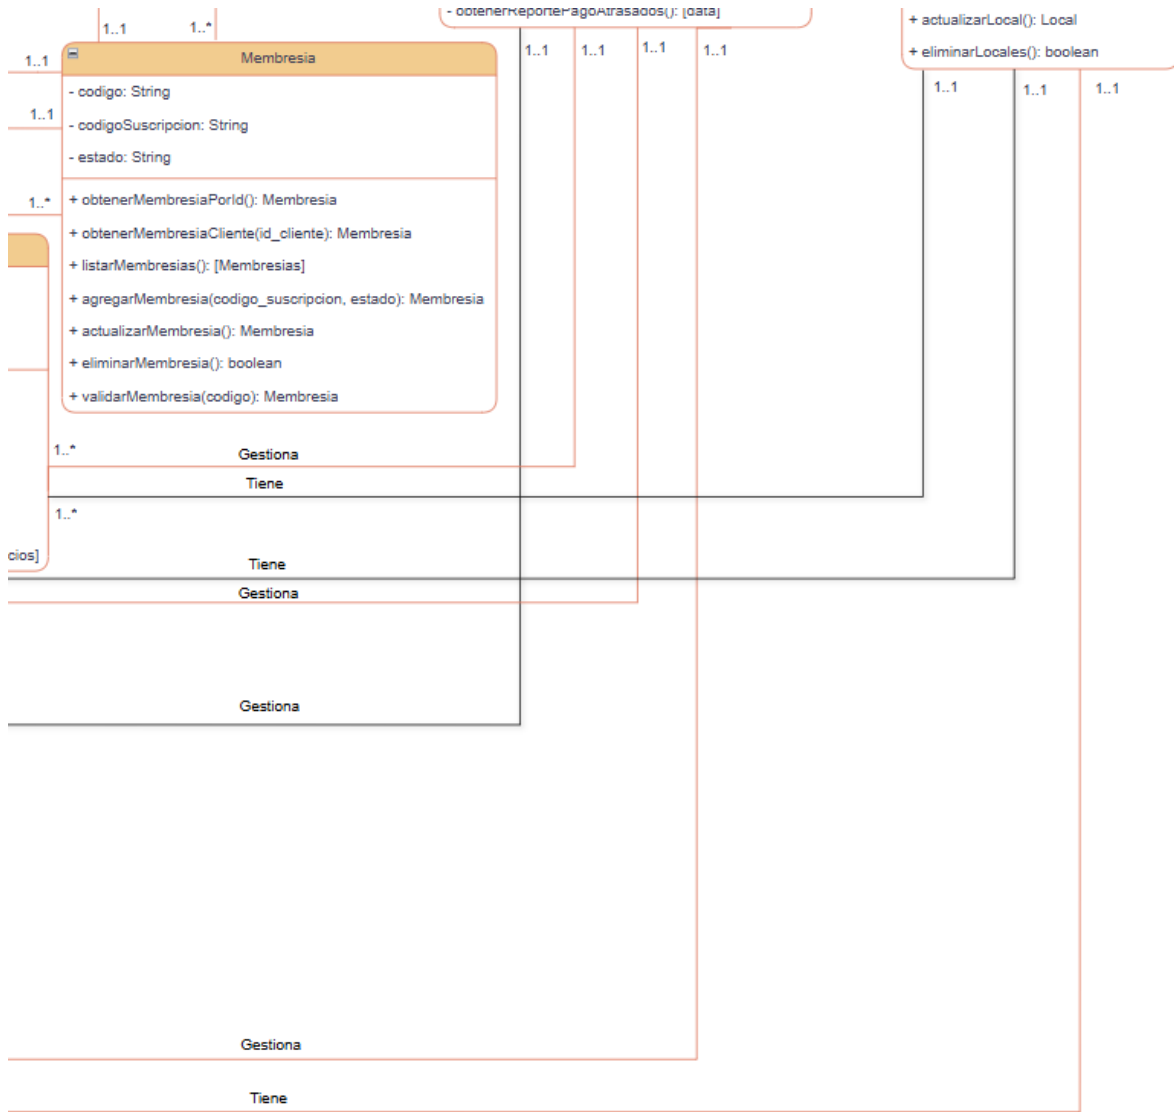 - obtenerReportePagoAtrasados(): [data]
+ actualizarLocal(): Local
+ eliminarLocales(): boolean
1..1
1..*
1..1
1..1
1..1
1..1
1..1
1..1
1..1
1..1
1..1
1..1
1..*
Membresia
- codigo: String
- codigoSuscripcion: String
- estado: String
+ obtenerMembresiaPorId(): Membresia
+ obtenerMembresiaCliente(id_cliente): Membresia
+ listarMembresias(): [Membresias]
+ agregarMembresia(codigo_suscripcion, estado): Membresia
+ actualizarMembresia(): Membresia
+ eliminarMembresia(): boolean
+ validarMembresia(codigo): Membresia
1..*
Gestiona
Tiene
1..*
cios]
Tiene
Gestiona
Gestiona
Gestiona
Tiene